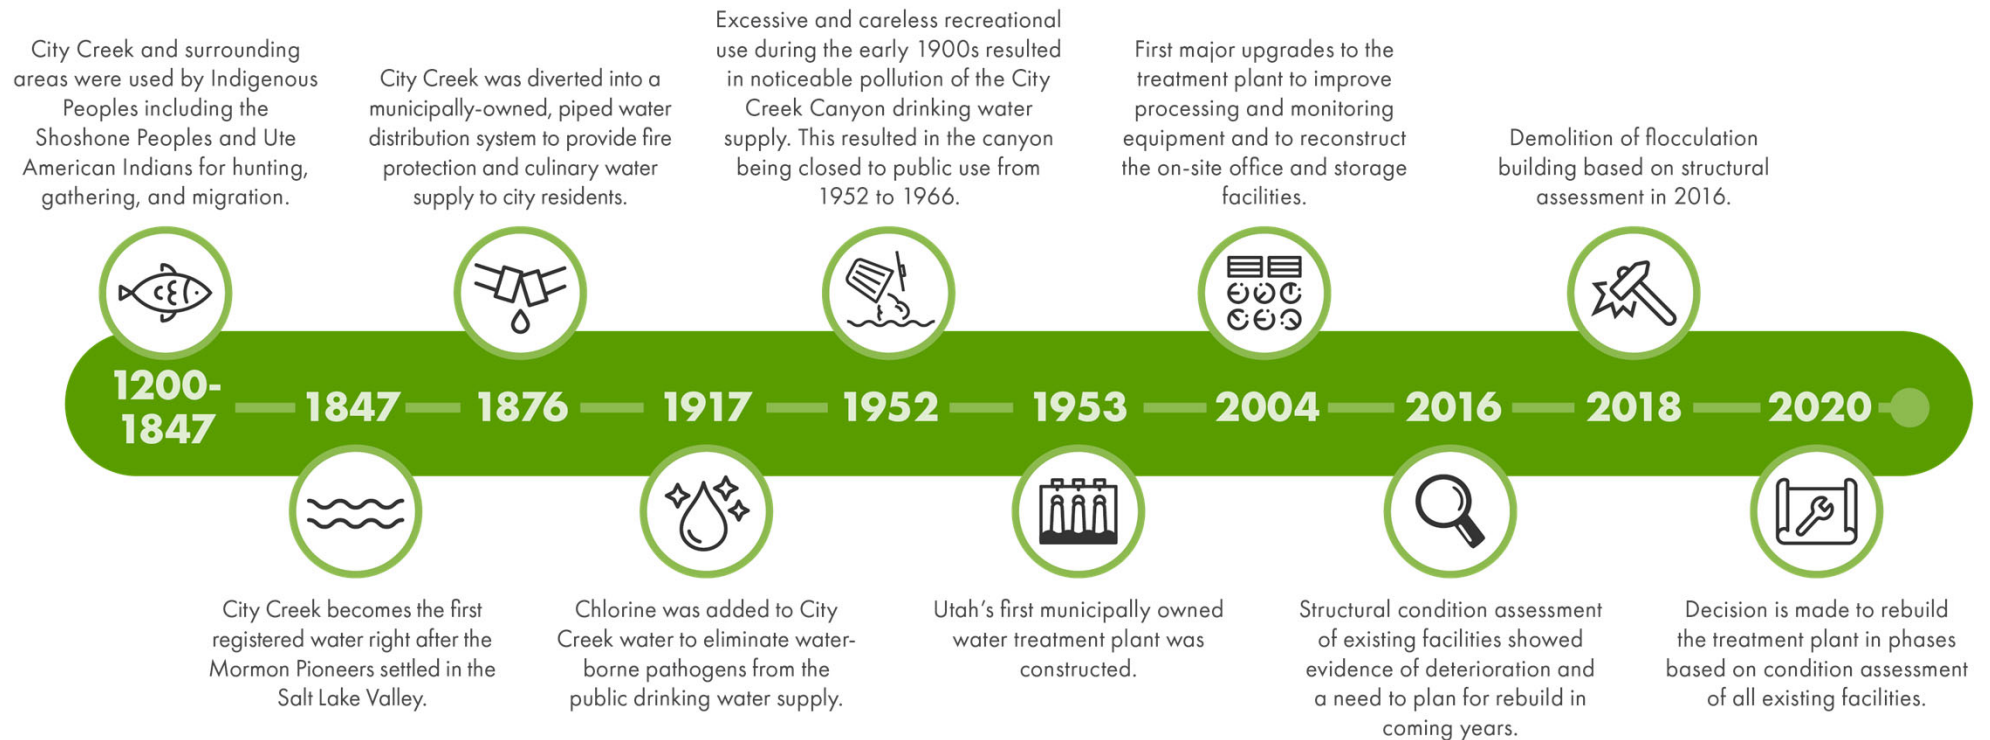 City Creek and surrounding
areas were used by Indigenous
Peoples including the
Shoshone Peoples and Ute
American Indians for hunting,
gathering, and migration.
City Creek was diverted into a
municipally-owned, piped water
distribution system to provide fire
protection and culinary water
supply to city residents.
Excessive and careless recreational
use during the early 1900s resulted
in noticeable pollution of the City
Creek Canyon drinking water
supply. This resulted in the canyon
being closed to public use from
1952 to 1966.
First major upgrades to the
treatment plant to improve
processing and monitoring
equipment and to reconstruct
the on-site office and storage
facilities.
Demolition of flocculation
building based on structural
assessment in 2016.
1200-
1847
1847
1876
1917
1952
1953
2004
2016
2018
2020
City Creek becomes the first
registered water right after the
Mormon Pioneers settled in the
Salt Lake Valley.
Chlorine was added to City
Creek water to eliminate water-
borne pathogens from the
public drinking water supply.
Utah's first municipally owned
water treatment plant was
constructed.
Structural condition assessment
of existing facilities showed
evidence of deterioration and
a need to plan for rebuild in
coming years.
Decision is made to rebuild
the treatment plant in phases
based on condition assessment
of all existing facilities.